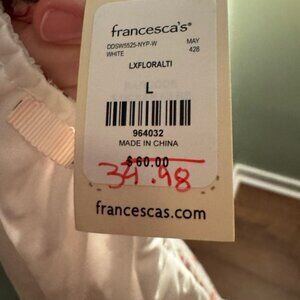 francesca's®
DDSW5525-NYP-W MAY
WHITE 428
LXFLORALTI
L
964032
MADE IN CHINA
$60.00
34.98
francescas.com